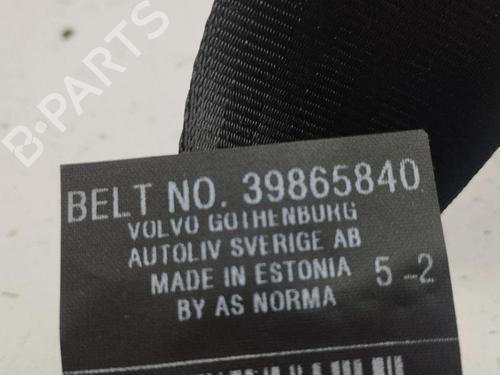 B-PARTS
BELT NO. 39865840
VOLVO GOTHENBURG
AUTOLIV SVERIGE AB
MADE IN ESTONIA 5-2
BY AS NORMA